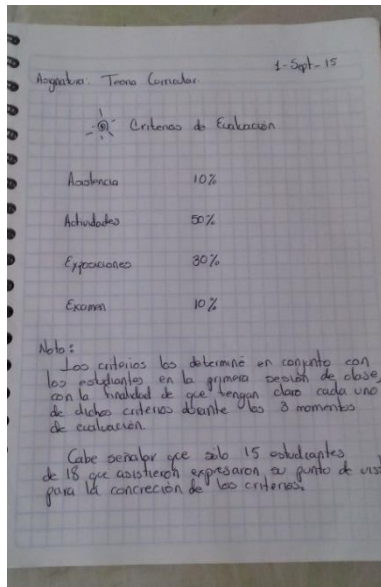 1-Sept-15
Asignatura: Teoria Curricular
Criterios de Evaluación
Asistencia 10%
Actividades 50%
Exposiciones 30%
Examen 10%
Nota:
Los criterios los determiné en conjunto con
los estudiantes en la primera sesión de clase,
con la finalidad de que tengan claro cada uno
de dichos criterios durante los 3 momentos
de evaluación.
Cabe señalar que solo 15 estudiantes
de 18 que asistieron expresaron su punto de vis
para la concreción de los criterios.